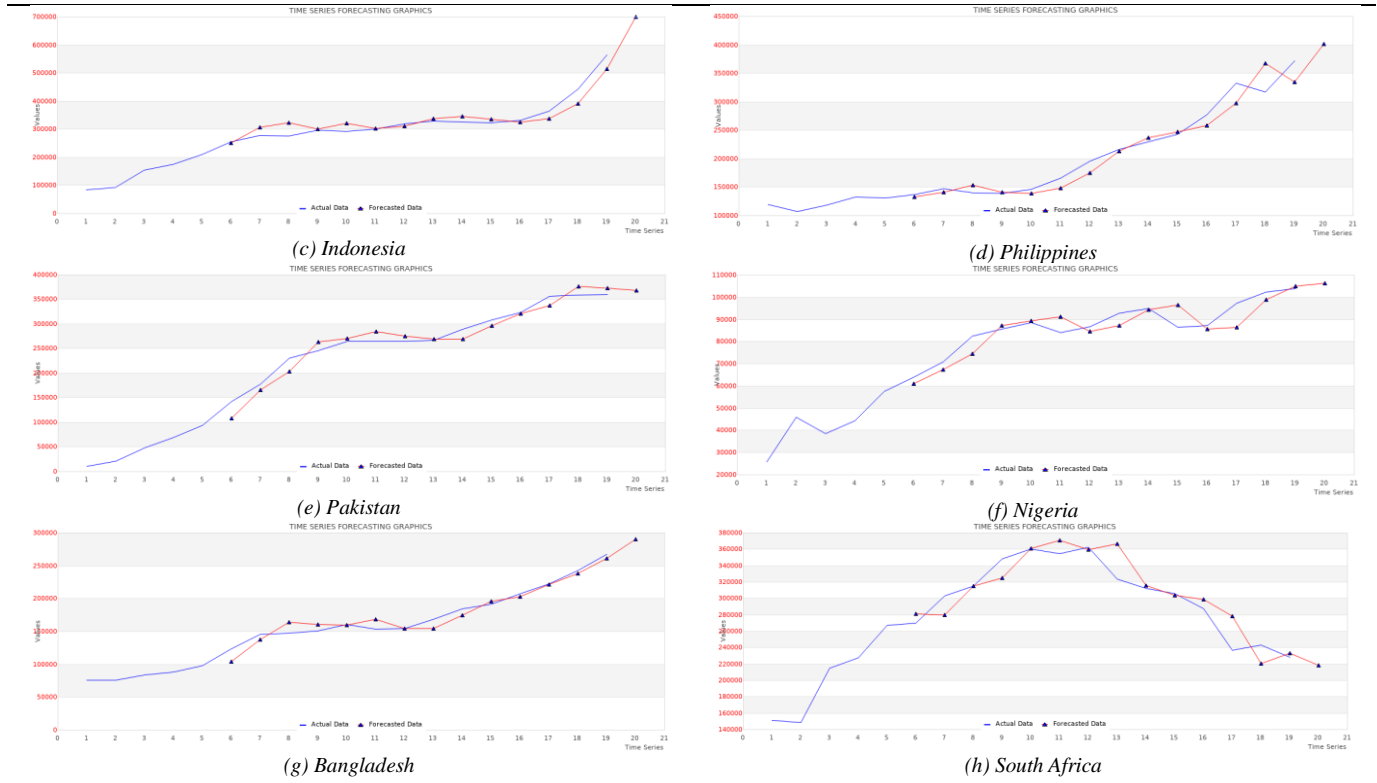 TIME SERIES FORECASTING GRAPHICS
700000
600000
500000
400000
300000
200000
100000
0
Values
Actual Data Forecasted Data
0 1 2 3 4 5 6 7 8 9 10 11 12 13 14 15 16 17 18 19 20 21
Time Series
(c) Indonesia
TIME SERIES FORECASTING GRAPHICS
450000
400000
350000
300000
250000
200000
150000
100000
Values
Actual Data Forecasted Data
0 1 2 3 4 5 6 7 8 9 10 11 12 13 14 15 16 17 18 19 20 21
Time Series
(d) Philippines
TIME SERIES FORECASTING GRAPHICS
400000
350000
300000
250000
200000
150000
100000
50000
0
Values
Actual Data Forecasted Data
0 1 2 3 4 5 6 7 8 9 10 11 12 13 14 15 16 17 18 19 20 21
Time Series
(e) Pakistan
TIME SERIES FORECASTING GRAPHICS
110000
100000
90000
80000
70000
60000
50000
40000
30000
20000
Values
Actual Data Forecasted Data
0 1 2 3 4 5 6 7 8 9 10 11 12 13 14 15 16 17 18 19 20 21
Time Series
(f) Nigeria
TIME SERIES FORECASTING GRAPHICS
300000
250000
200000
150000
100000
50000
0
Values
Actual Data Forecasted Data
0 1 2 3 4 5 6 7 8 9 10 11 12 13 14 15 16 17 18 19 20 21
Time Series
(g) Bangladesh
TIME SERIES FORECASTING GRAPHICS
380000
360000
340000
320000
300000
280000
260000
240000
220000
200000
180000
160000
140000
Values
Actual Data Forecasted Data
0 1 2 3 4 5 6 7 8 9 10 11 12 13 14 15 16 17 18 19 20 21
Time Series
(h) South Africa